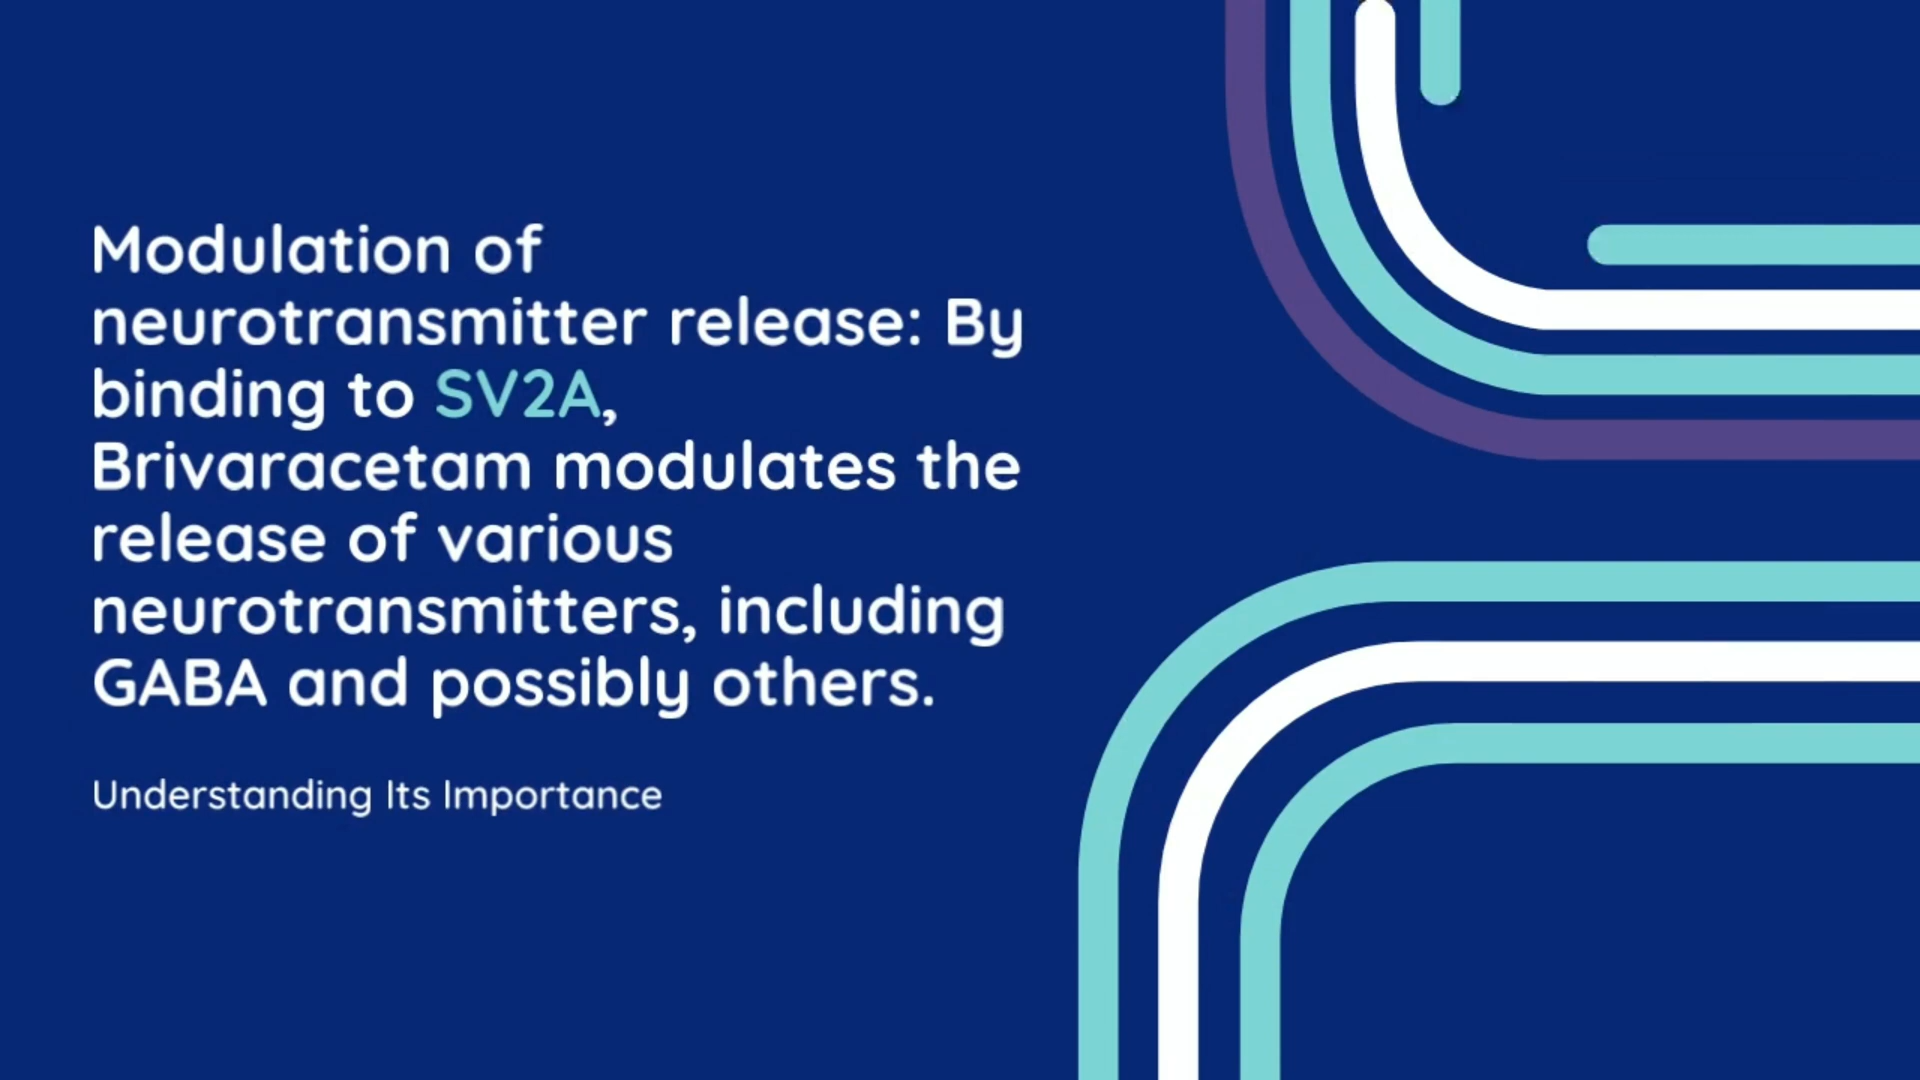 Modulation of
neurotransmitter release: By
binding to SV2A,
Brivaracetam modulates the
release of various
neurotransmitters, including
GABA and possibly others.
Understanding Its Importance